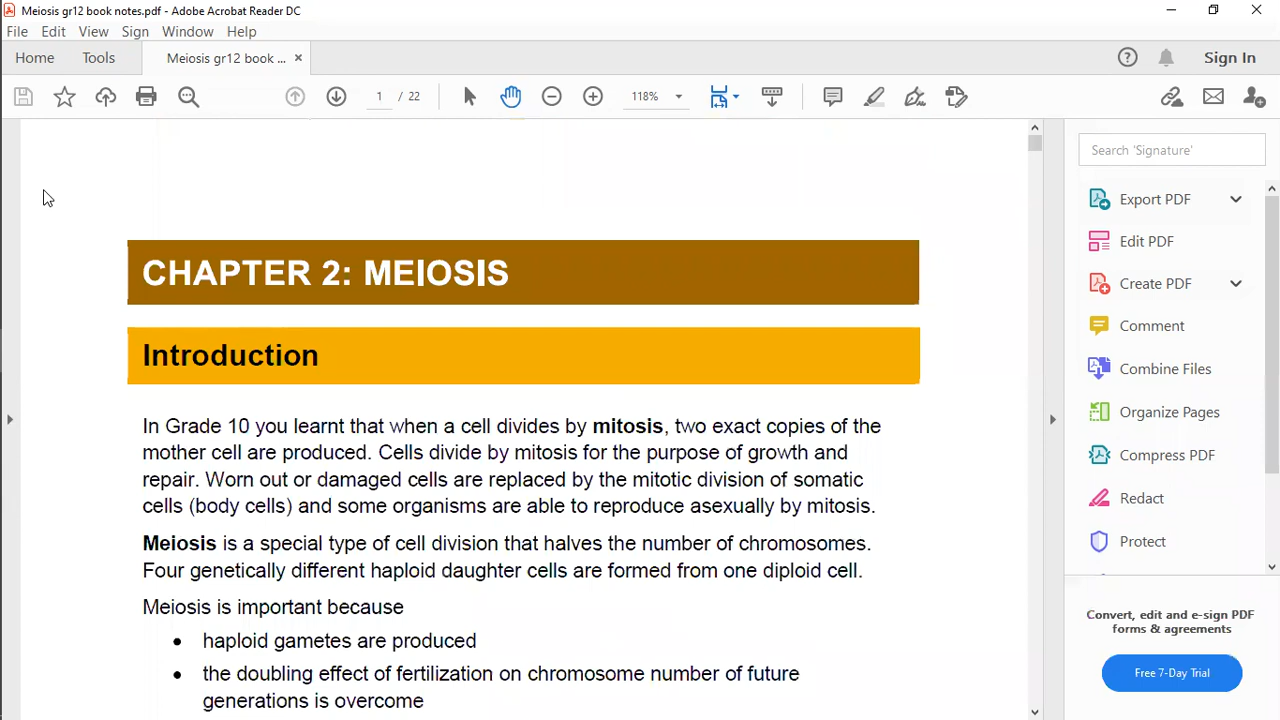 Meiosis gr12 book notes.pdf - Adobe Acrobat Reader DC
File Edit View Sign Window Help
Home Tools Meiosis gr12 book ... × Sign In
1 / 22 118%
Search 'Signature'
Export PDF
Edit PDF
Create PDF
Comment
Combine Files
Organize Pages
Compress PDF
Redact
Protect
Convert, edit and e-sign PDF
forms & agreements
Free 7-Day Trial
CHAPTER 2: MEIOSIS
Introduction
In Grade 10 you learnt that when a cell divides by mitosis, two exact copies of the
mother cell are produced. Cells divide by mitosis for the purpose of growth and
repair. Worn out or damaged cells are replaced by the mitotic division of somatic
cells (body cells) and some organisms are able to reproduce asexually by mitosis.
Meiosis is a special type of cell division that halves the number of chromosomes.
Four genetically different haploid daughter cells are formed from one diploid cell.
Meiosis is important because
• haploid gametes are produced
• the doubling effect of fertilization on chromosome number of future
generations is overcome